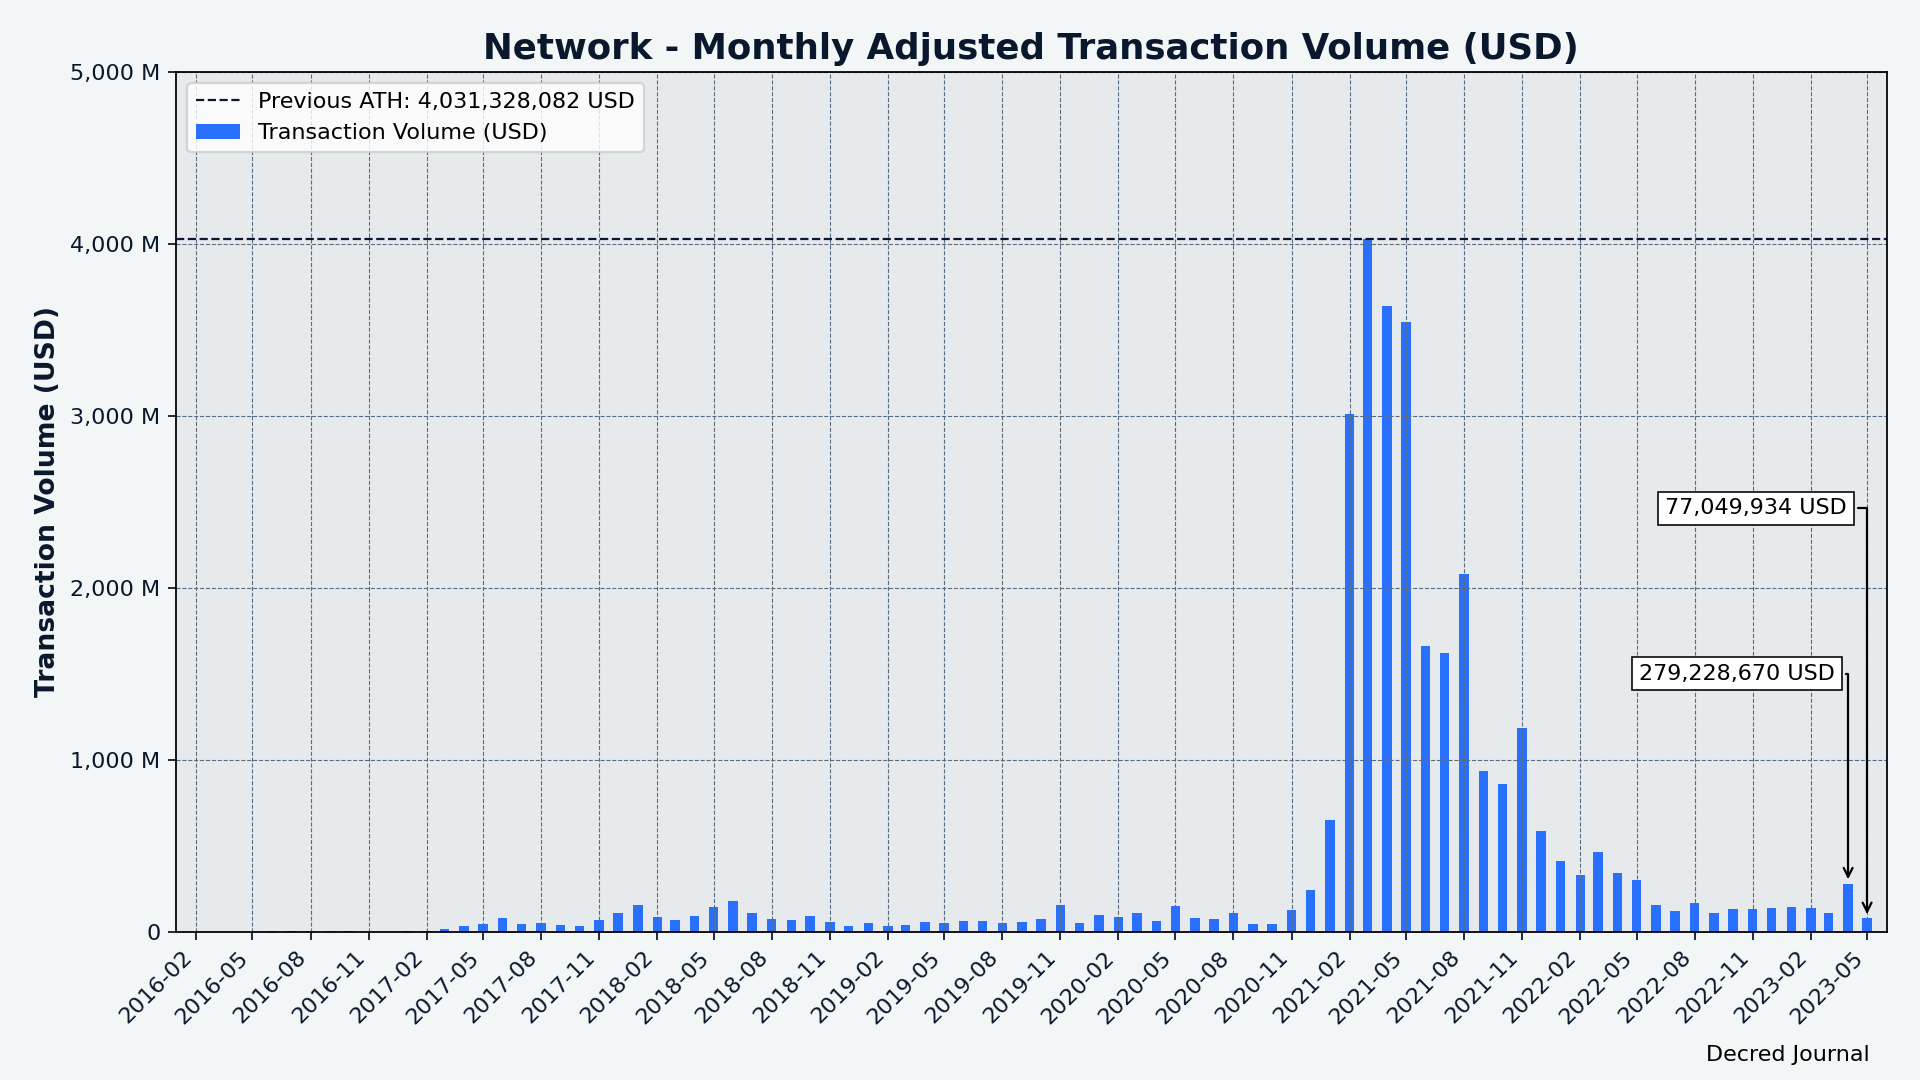 Network - Monthly Adjusted Transaction Volume (USD)
Previous ATH: 4,031,328,082 USD
Transaction Volume (USD)
Transaction Volume (USD)
5,000 M
4,000 M
3,000 M
2,000 M
1,000 M
0
77,049,934 USD
279,228,670 USD
2016-02
2016-05
2016-08
2016-11
2017-02
2017-05
2017-08
2017-11
2018-02
2018-05
2018-08
2018-11
2019-02
2019-05
2019-08
2019-11
2020-02
2020-05
2020-08
2020-11
2021-02
2021-05
2021-08
2021-11
2022-02
2022-05
2022-08
2022-11
2023-02
2023-05
Decred Journal